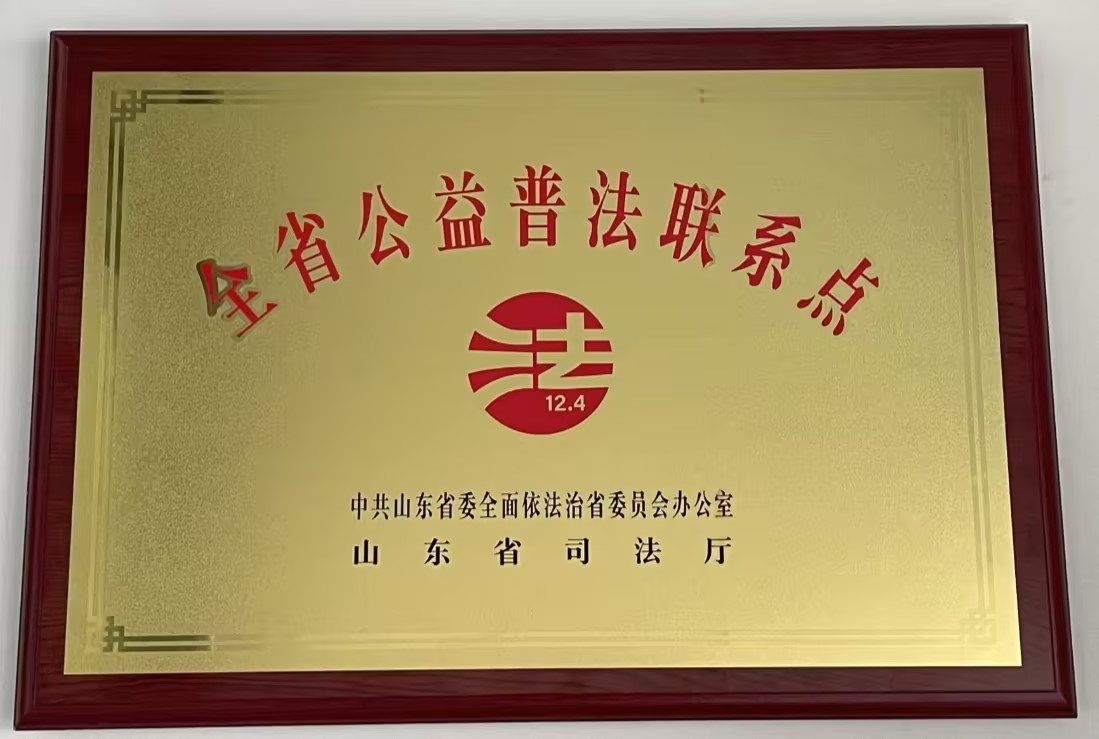 全省公益普法联系点
法
12.4
中共山东省委全面依法治省委员会办公室
山东省司法厅